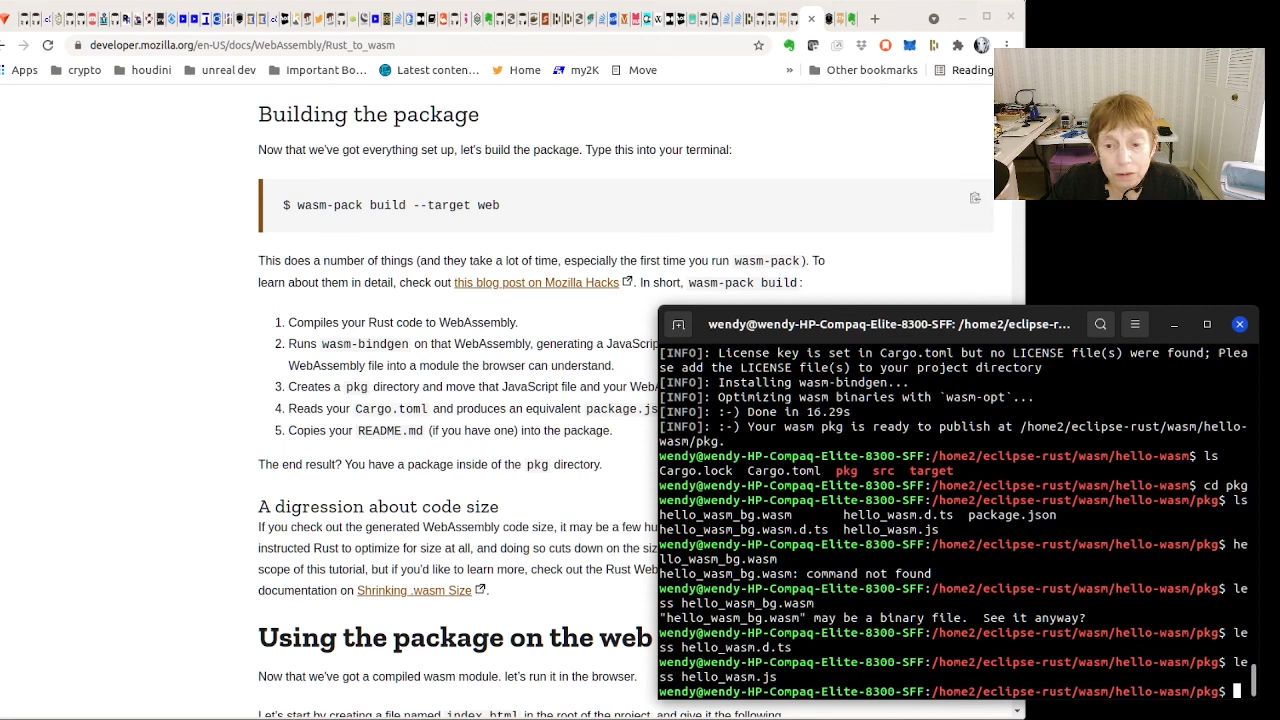 developer.mozilla.org/en-US/docs/WebAssembly/Rust_to_wasm
Apps crypto houdini unreal dev Important Bo... Latest conten... Home my2K Move » Other bookmarks Reading
Building the package
Now that we've got everything set up, let's build the package. Type this into your terminal:
$ wasm-pack build --target web
This does a number of things (and they take a lot of time, especially the first time you run wasm-pack). To
learn about them in detail, check out this blog post on Mozilla Hacks. In short, wasm-pack build:
1. Compiles your Rust code to WebAssembly.
2. Runs wasm-bindgen on that WebAssembly, generating a JavaScrip
WebAssembly file into a module the browser can understand.
3. Creates a pkg directory and move that JavaScript file and your WebA
4. Reads your Cargo.toml and produces an equivalent package.js
5. Copies your README.md (if you have one) into the package.
The end result? You have a package inside of the pkg directory.
A digression about code size
If you check out the generated WebAssembly code size, it may be a few hu
instructed Rust to optimize for size at all, and doing so cuts down on the siz
scope of this tutorial, but if you'd like to learn more, check out the Rust Web
documentation on Shrinking .wasm Size.
Using the package on the web
Now that we've got a compiled wasm module, let's run it in the browser.
Let's start by creating a file named index.html in the root of the project, and give it the following
wendy@wendy-HP-Compaq-Elite-8300-SFF: /home2/eclipse-r...
[INFO]: License key is set in Cargo.toml but no LICENSE file(s) were found; Plea
se add the LICENSE file(s) to your project directory
[INFO]: Installing wasm-bindgen...
[INFO]: Optimizing wasm binaries with `wasm-opt`...
[INFO]: :-) Done in 16.29s
[INFO]: :-) Your wasm pkg is ready to publish at /home2/eclipse-rust/wasm/hello-
wasm/pkg.
wendy@wendy-HP-Compaq-Elite-8300-SFF:/home2/eclipse-rust/wasm/hello-wasm$ ls
Cargo.lock Cargo.toml pkg src target
wendy@wendy-HP-Compaq-Elite-8300-SFF:/home2/eclipse-rust/wasm/hello-wasm$ cd pkg
wendy@wendy-HP-Compaq-Elite-8300-SFF:/home2/eclipse-rust/wasm/hello-wasm/pkg$ ls
hello_wasm_bg.wasm hello_wasm.d.ts package.json
hello_wasm_bg.wasm.d.ts hello_wasm.js
wendy@wendy-HP-Compaq-Elite-8300-SFF:/home2/eclipse-rust/wasm/hello-wasm/pkg$ he
llo_wasm_bg.wasm
hello_wasm_bg.wasm: command not found
wendy@wendy-HP-Compaq-Elite-8300-SFF:/home2/eclipse-rust/wasm/hello-wasm/pkg$ le
ss hello_wasm_bg.wasm
"hello_wasm_bg.wasm" may be a binary file. See it anyway?
wendy@wendy-HP-Compaq-Elite-8300-SFF:/home2/eclipse-rust/wasm/hello-wasm/pkg$ le
ss hello_wasm.d.ts
wendy@wendy-HP-Compaq-Elite-8300-SFF:/home2/eclipse-rust/wasm/hello-wasm/pkg$ le
ss hello_wasm.js
wendy@wendy-HP-Compaq-Elite-8300-SFF:/home2/eclipse-rust/wasm/hello-wasm/pkg$